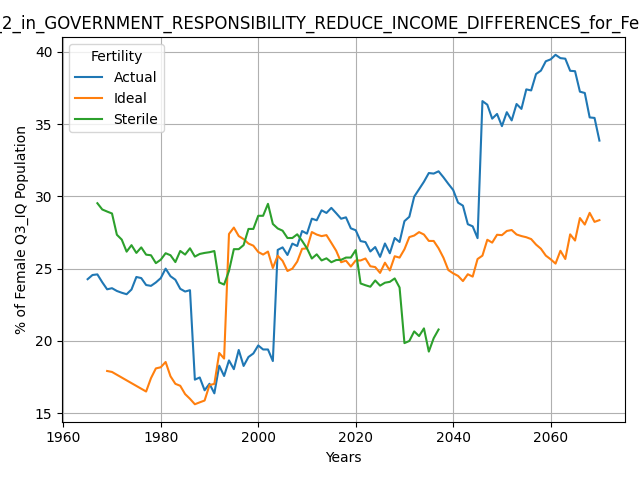 _2_in_GOVERNMENT_RESPONSIBILITY_REDUCE_INCOME_DIFFERENCES_for_Fe
40
Fertility
Actual
Ideal
Sterile
35
30
25
20
15
% of Female Q3_IQ Population
1960 1980 2000 2020 2040 2060
Years